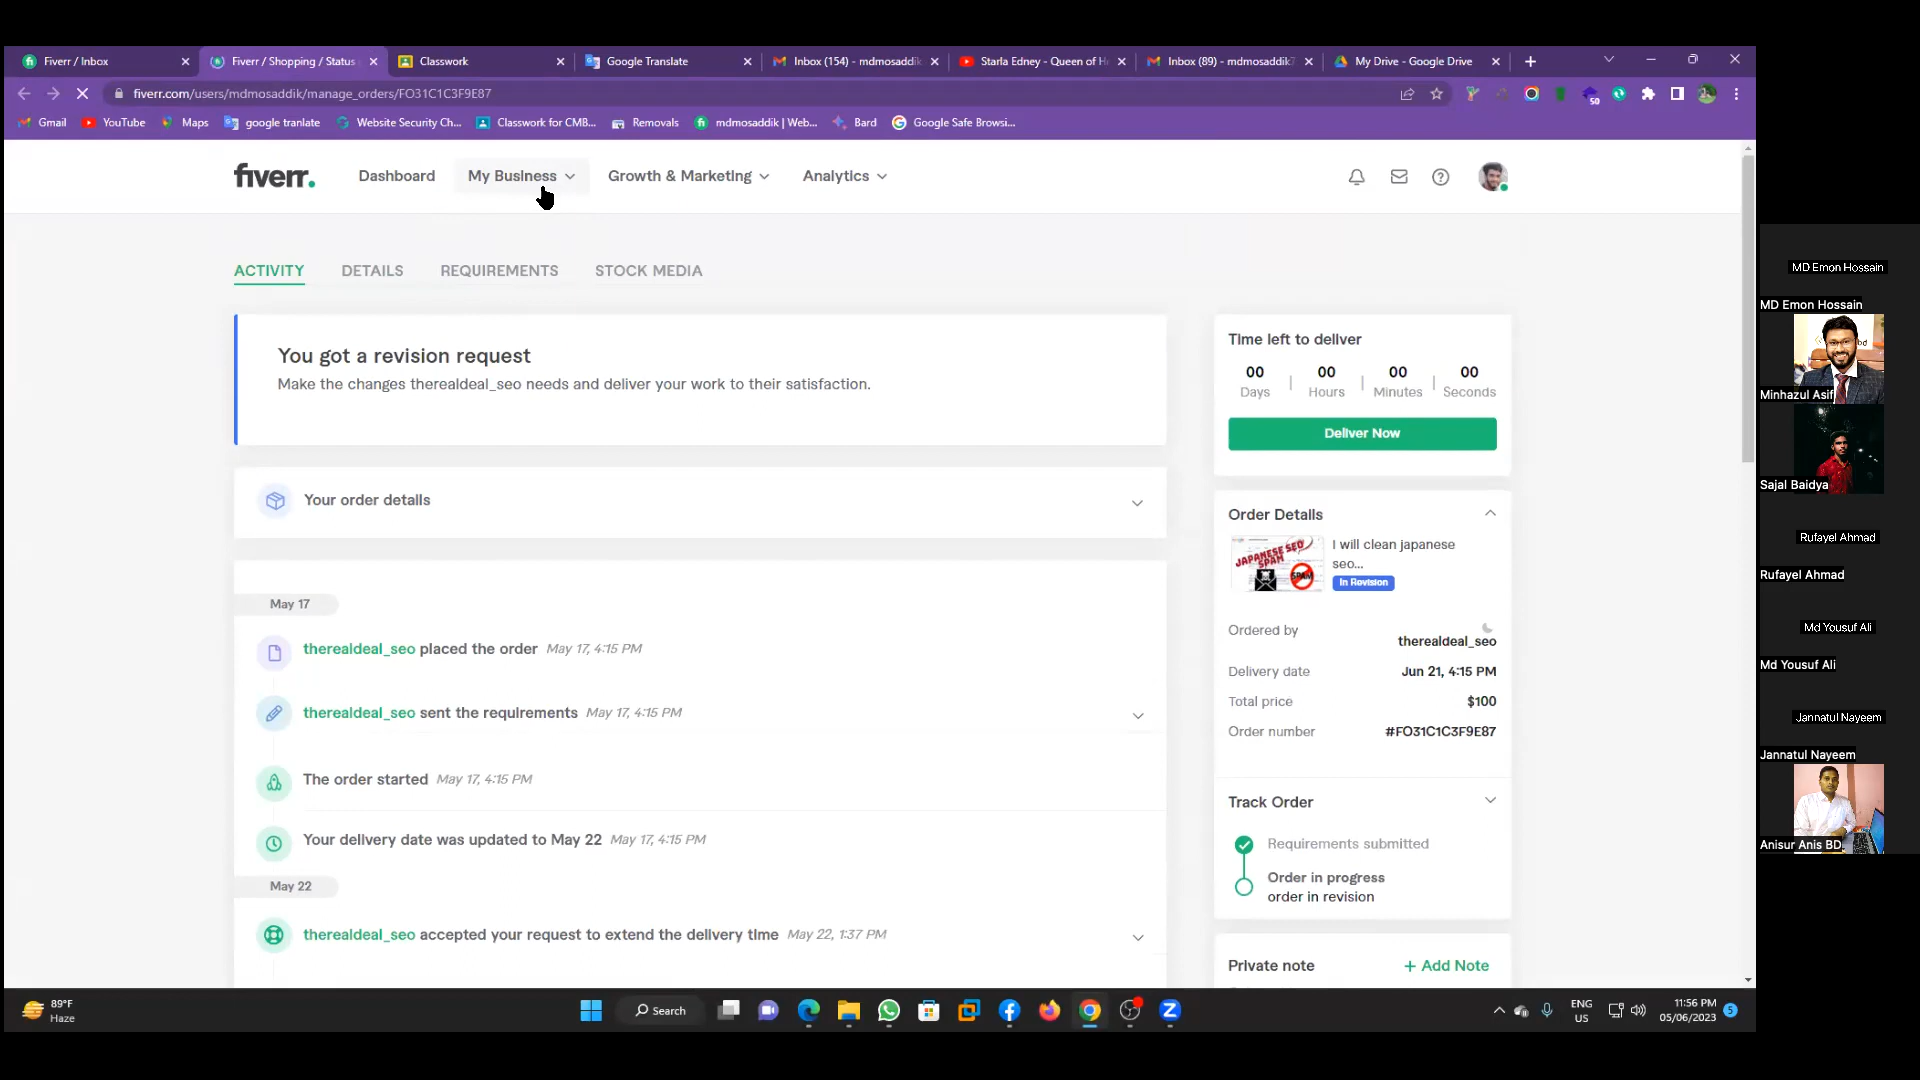 Fiverr / Inbox
Fiverr / Shopping / Status
Classwork
Google Translate
Inbox (154) - mdmosaddik
Starla Edney - Queen of H
Inbox (89) - mdmosaddik7
My Drive - Google Drive
fiverr.com/users/mdmosaddik/manage_orders/FO31C1C3F9E87
50
Gmail
YouTube
Maps
google tranlate
Website Security Ch...
Classwork for CMB...
Removals
mdmosaddik | Web...
Bard
Google Safe Browsi...
fiverr.
Dashboard
My Business
Growth & Marketing
Analytics
ACTIVITY
DETAILS
REQUIREMENTS
STOCK MEDIA
You got a revision request
Make the changes therealdeal_seo needs and deliver your work to their satisfaction.
Your order details
May 17
therealdeal_seo placed the order May 17, 4:15 PM
therealdeal_seo sent the requirements May 17, 4:15 PM
The order started May 17, 4:15 PM
Your delivery date was updated to May 22 May 17, 4:15 PM
May 22
therealdeal_seo accepted your request to extend the delivery time May 22, 1:37 PM
Time left to deliver
00 00 00 00
Days Hours Minutes Seconds
Deliver Now
Order Details
JAPANESE SEO
SPAM
SPAM
I will clean japanese
seo...
In Revision
Ordered by
therealdeal_seo
Delivery date Jun 21, 4:15 PM
Total price $100
Order number #FO31C1C3F9E87
Track Order
Requirements submitted
Order in progress
order in revision
Private note
+ Add Note
MD Emon Hossain
MD Emon Hossain
Minhazul Asif
Sajal Baidya
Rufayel Ahmad
Rufayel Ahmad
Md Yousuf Ali
Md Yousuf Ali
Jannatul Nayeem
Jannatul Nayeem
Anisur Anis BD
89°F
Haze
Search
ENG
US
11:56 PM
05/06/2023
5